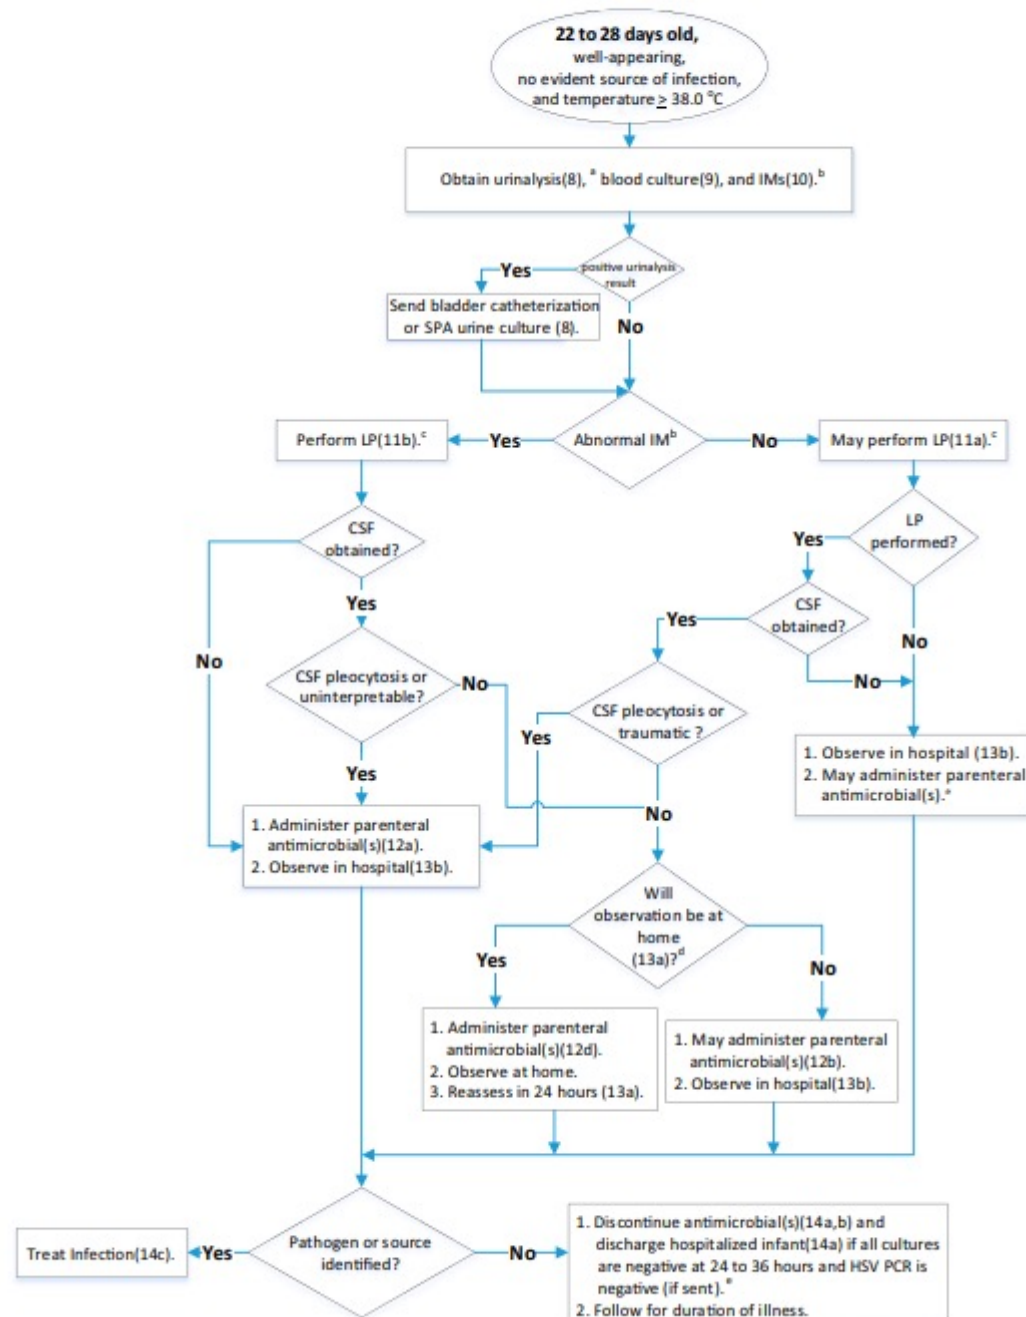 22 to 28 days old,
well-appearing,
no evident source of infection,
and temperature ≥ 38.0 °C
Obtain urinalysis(8), ᵃ blood culture(9), and IMs(10).ᵇ
positive urinalysis
result
Yes
Send bladder catheterization
or SPA urine culture (8).
No
Perform LP(11b).ᶜ
Yes
Abnormal IMᵇ
No
May perform LP(11a).ᶜ
CSF
obtained?
LP
performed?
Yes
Yes
CSF
obtained?
Yes
No
No
No
CSF pleocytosis or
uninterpretable?
No
CSF pleocytosis or
traumatic ?
Yes
Yes
No
1. Observe in hospital (13b).
2. May administer parenteral
antimicrobial(s).ᵉ
1. Administer parenteral
antimicrobial(s)(12a).
2. Observe in hospital(13b).
Will
observation be at
home
(13a)?ᵈ
Yes
No
1. Administer parenteral
antimicrobial(s)(12d).
2. Observe at home.
3. Reassess in 24 hours (13a).
1. May administer parenteral
antimicrobial(s)(12b).
2. Observe in hospital(13b).
Treat Infection(14c).
Yes
Pathogen or source
identified?
No
1. Discontinue antimicrobial(s)(14a,b) and
discharge hospitalized infant(14a) if all cultures
are negative at 24 to 36 hours and HSV PCR is
negative (if sent).ᵉ
2. Follow for duration of illness.